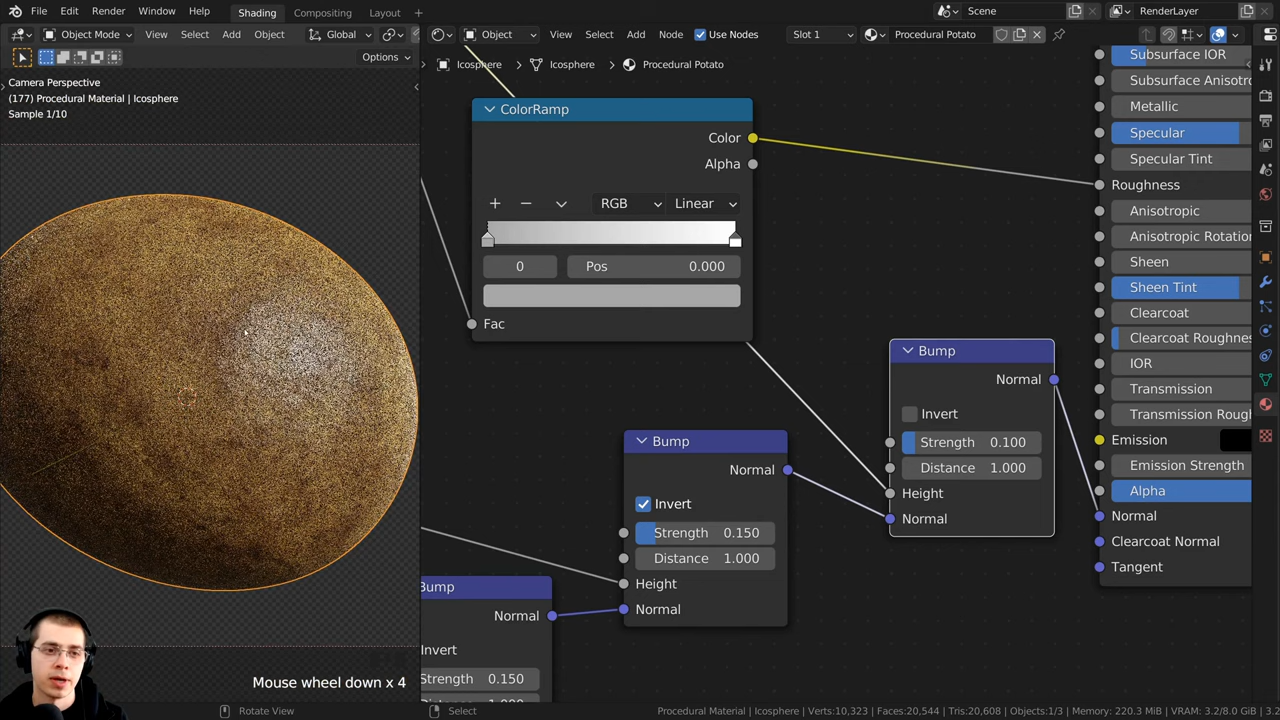 File Edit Render Window Help Shading Compositing Layout + Scene RenderLayer
Object Mode View Select Add Object Global Object View Select Add Node Use Nodes Slot 1 Procedural Potato
Options
Icosphere > Icosphere > Procedural Potato
Camera Perspective
(177) Procedural Material | Icosphere
Sample 1/10
ColorRamp
Color
Alpha
+ − RGB Linear
0 Pos 0.000
Fac
Bump
Normal
Invert
Strength 0.150
Distance 1.000
Height
Normal
Bump
Normal
Invert
Strength 0.100
Distance 1.000
Height
Normal
Bump
Normal
Invert
Strength 0.150
Subsurface IOR
Subsurface Anisotro
Metallic
Specular
Specular Tint
Roughness
Anisotropic
Anisotropic Rotation
Sheen
Sheen Tint
Clearcoat
Clearcoat Roughnes
IOR
Transmission
Transmission Rough
Emission
Emission Strength
Alpha
Normal
Clearcoat Normal
Tangent
Mouse wheel down x 4
Rotate View Select Procedural Material | Icosphere | Verts:10,323 | Faces:20,544 | Tris:20,608 | Objects:1/3 | Memory: 220.3 MiB | VRAM: 3.2/8.0 GiB | 3.2